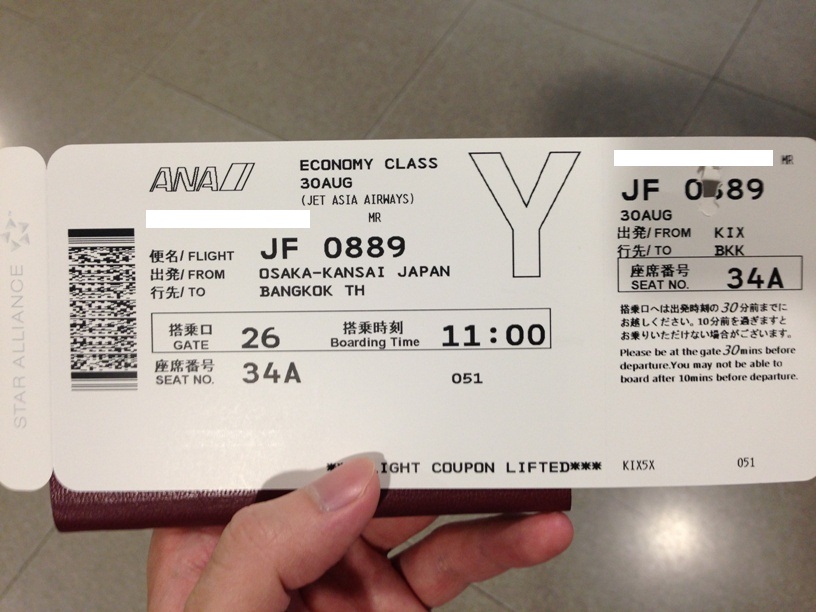 STAR ALLIANCE
ANA
ECONOMY CLASS
30AUG
(JET ASIA AIRWAYS)
MR
Y
便名/ FLIGHT JF 0889
出発/ FROM OSAKA-KANSAI JAPAN
行先/ TO BANGKOK TH
搭乗口 GATE 26 搭乗時刻 Boarding Time 11:00
座席番号 SEAT NO. 34A
051
LIGHT COUPON LIFTED***
MR
JF 0889
30AUG
出発/ FROM KIX
行先/ TO BKK
座席番号 SEAT NO. 34A
搭乗口へは出発時刻の30分前までに
お越しください。10分前を過ぎますと
お乗りいただけない場合がございます。
Please be at the gate 30mins before
departure.You may not be able to
board after 10mins before departure.
KIX5X 051